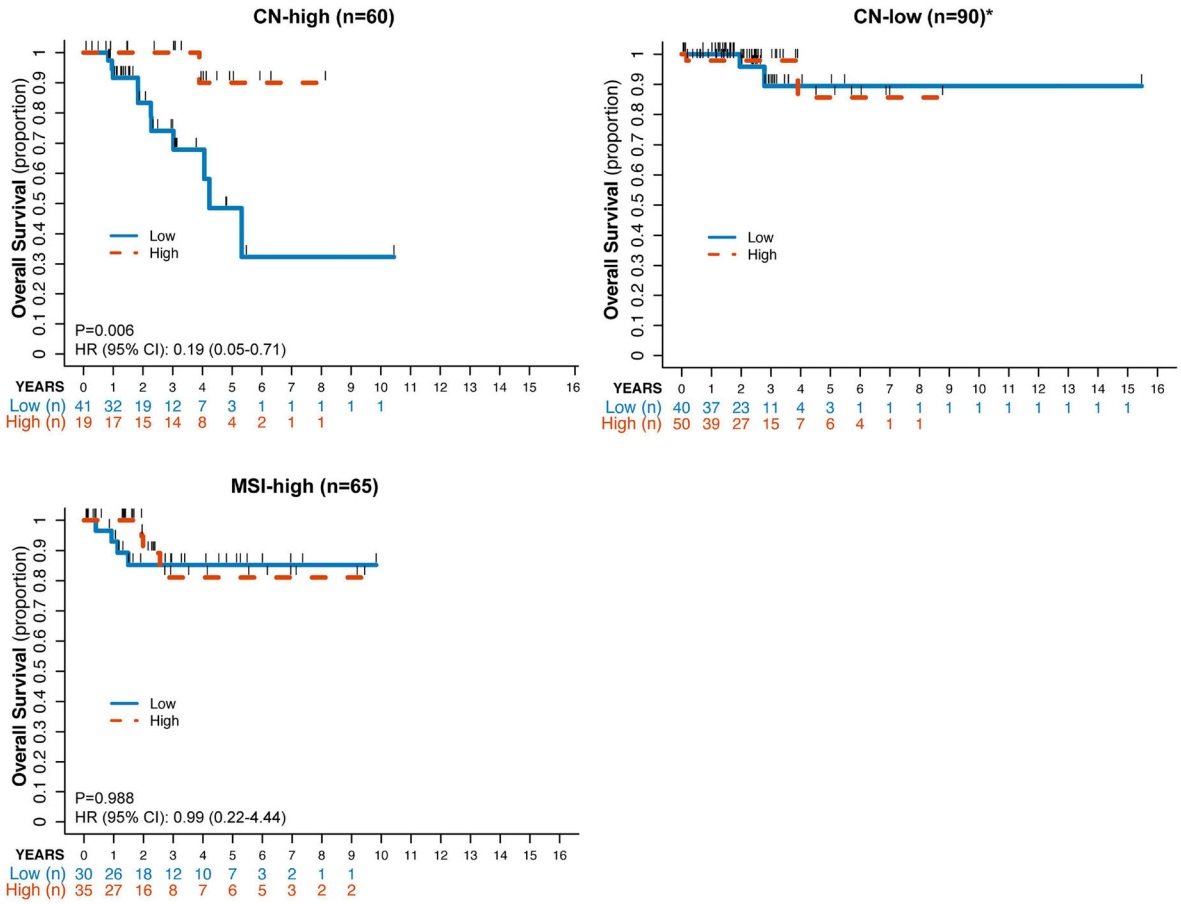 CN-high (n=60)
Overall Survival (proportion)
1
0.9
0.8
0.7
0.6
0.5
0.4
0.3
0.2
0.1
0
Low
High
P=0.006
HR (95% CI): 0.19 (0.05-0.71)
YEARS 0 1 2 3 4 5 6 7 8 9 10 11 12 13 14 15 16
Low (n) 41 32 19 12 7 3 1 1 1 1 1
High (n) 19 17 15 14 8 4 2 1 1
CN-low (n=90)*
Overall Survival (proportion)
1
0.9
0.8
0.7
0.6
0.5
0.4
0.3
0.2
0.1
0
Low
High
YEARS 0 1 2 3 4 5 6 7 8 9 10 11 12 13 14 15 16
Low (n) 40 37 23 11 4 3 1 1 1 1 1 1 1 1 1 1
High (n) 50 39 27 15 7 6 4 1 1
MSI-high (n=65)
Overall Survival (proportion)
1
0.9
0.8
0.7
0.6
0.5
0.4
0.3
0.2
0.1
0
Low
High
P=0.988
HR (95% CI): 0.99 (0.22-4.44)
YEARS 0 1 2 3 4 5 6 7 8 9 10 11 12 13 14 15 16
Low (n) 30 26 18 12 10 7 3 2 1 1
High (n) 35 27 16 8 7 6 5 3 2 2